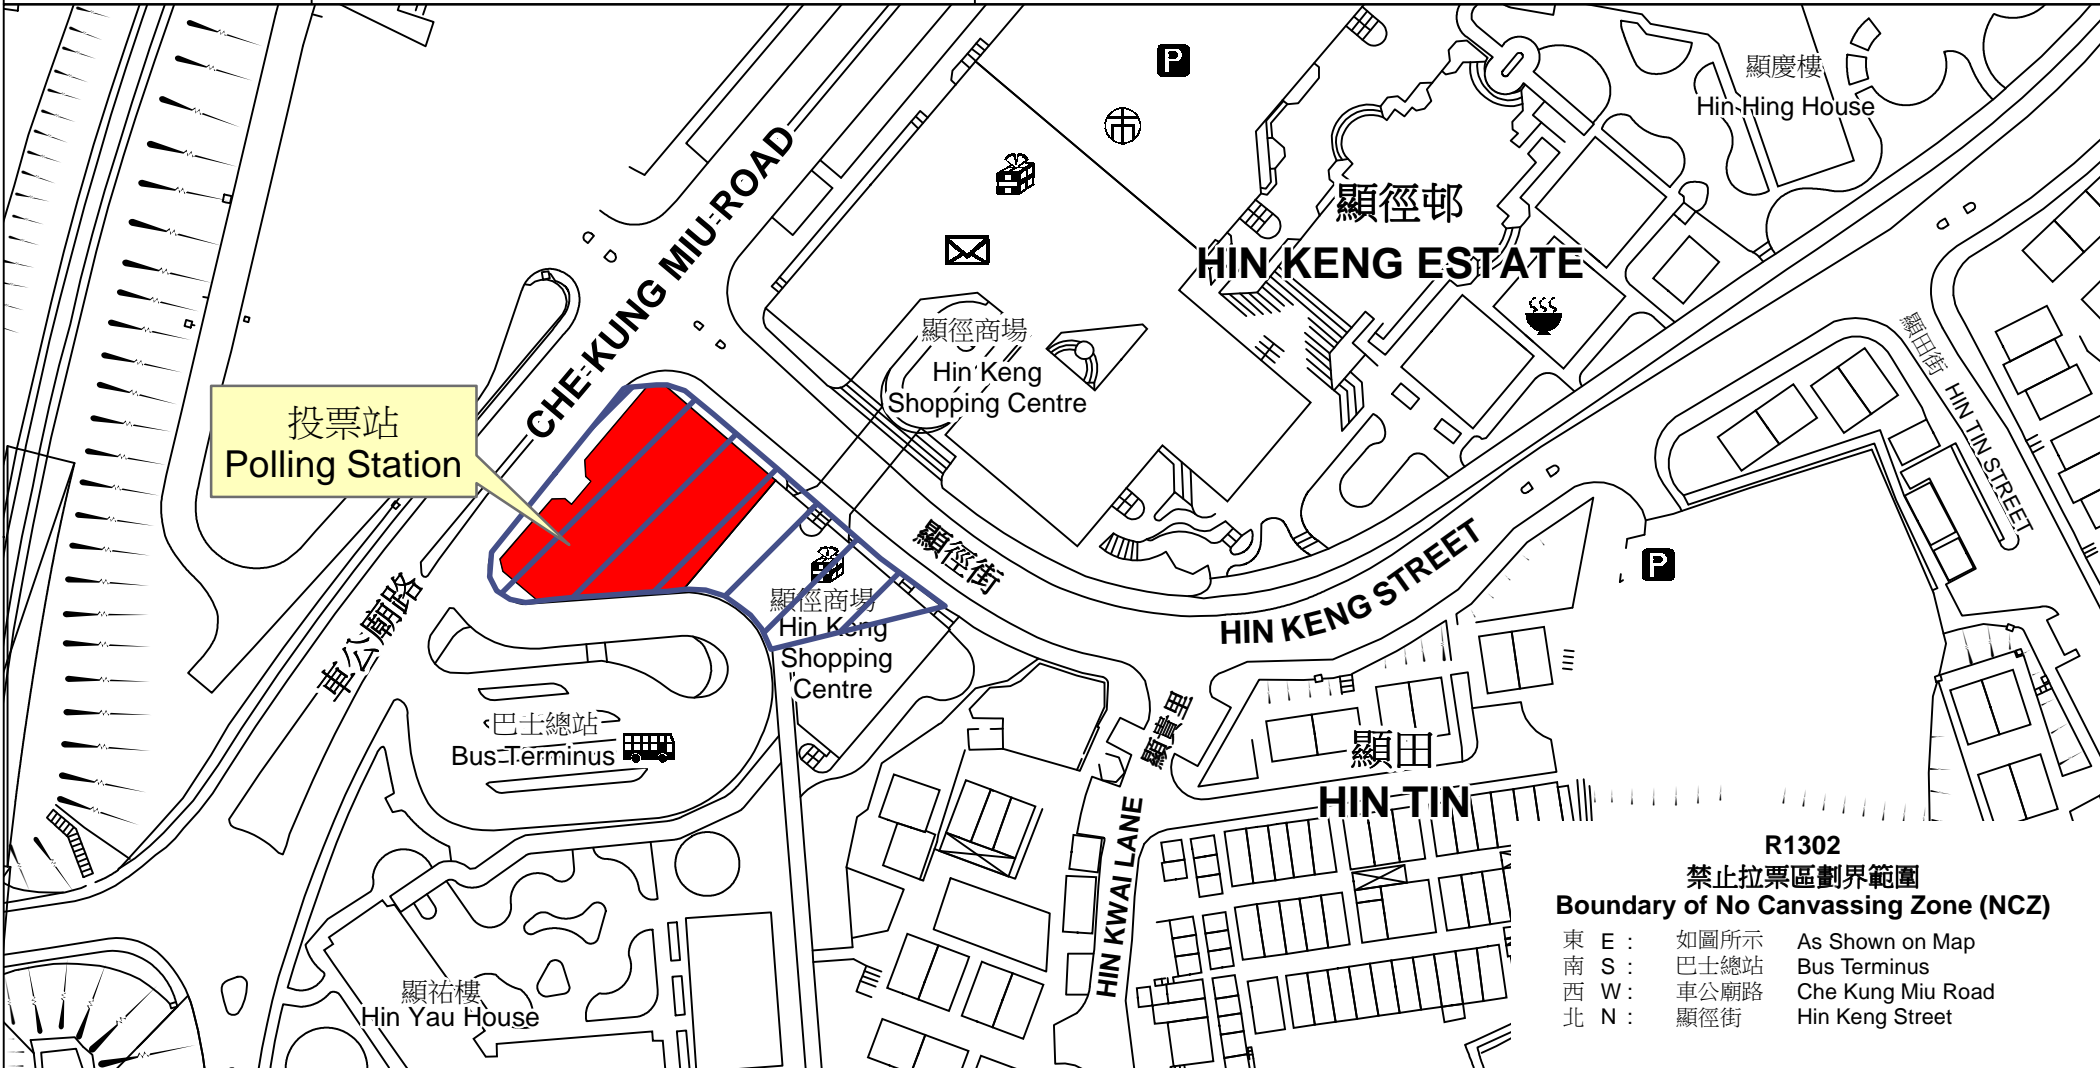 P
顯慶樓
Hin Hing House
CHE KUNG MIU ROAD
顯徑邨
HIN KENG ESTATE
顯徑商場
Hin Keng
Shopping Centre
顯田街 HIN TIN STREET
投票站
Polling Station
顯徑街
HIN KENG STREET
P
車公廟路
顯徑商場
Hin Keng
Shopping
Centre
巴士總站
Bus Terminus
顯貴里
HIN KWAI LANE
顯田
HIN TIN
顯祐樓
Hin Yau House
R1302
禁止拉票區劃界範圍
Boundary of No Canvassing Zone (NCZ)
東 E : 如圖所示 As Shown on Map
南 S : 巴士總站 Bus Terminus
西 W : 車公廟路 Che Kung Miu Road
北 N : 顯徑街 Hin Keng Street